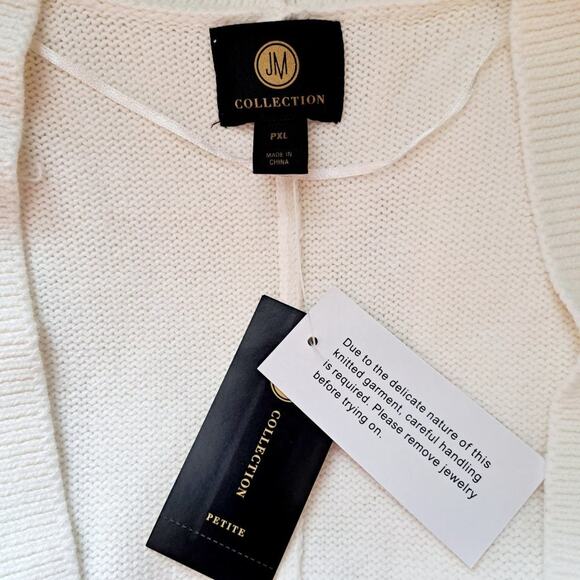 JM
COLLECTION
PXL
MADE IN
CHINA
Due to the delicate nature of this
knitted garment, careful handling
is required. Please remove jewelry
before trying on.
COLLECTION
PETITE